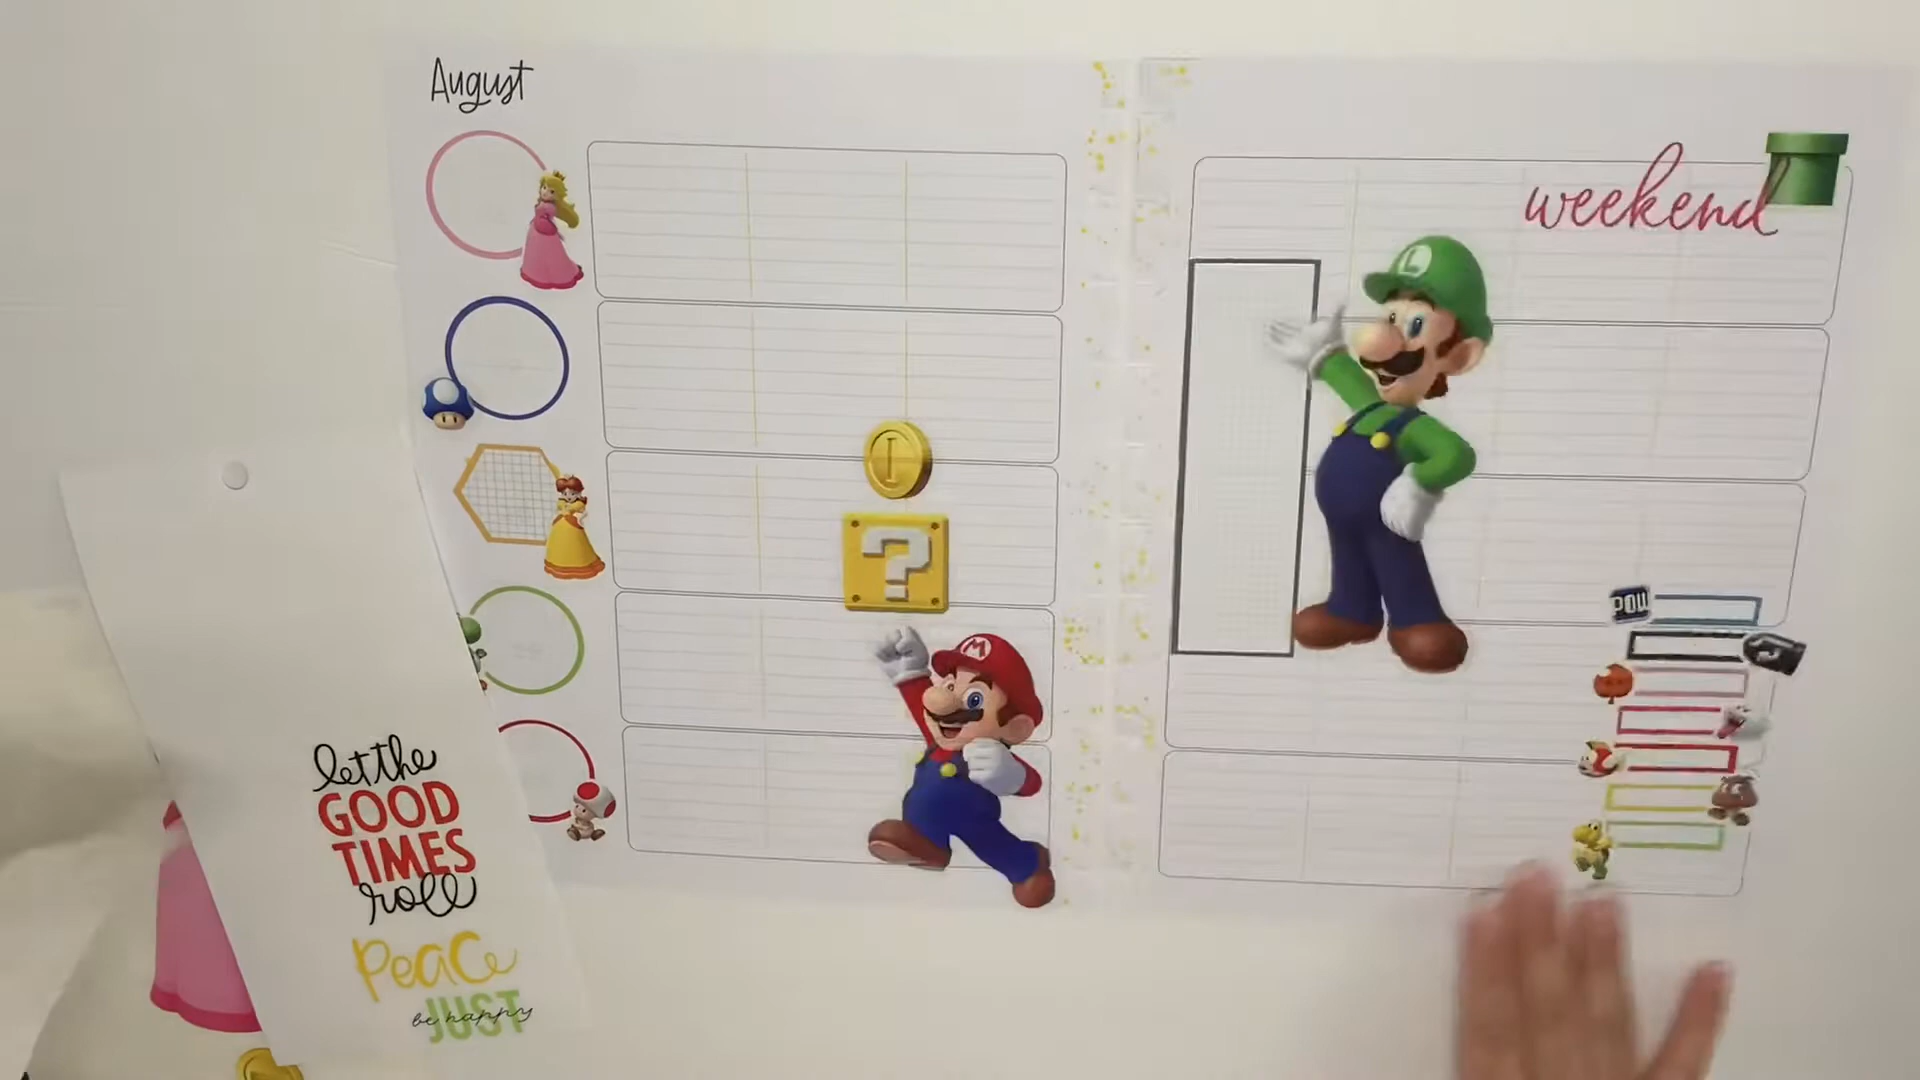 August
weekend
L
I
?
M
POW
let the
GOOD
TIMES
roll
Peace
JUST
be happy